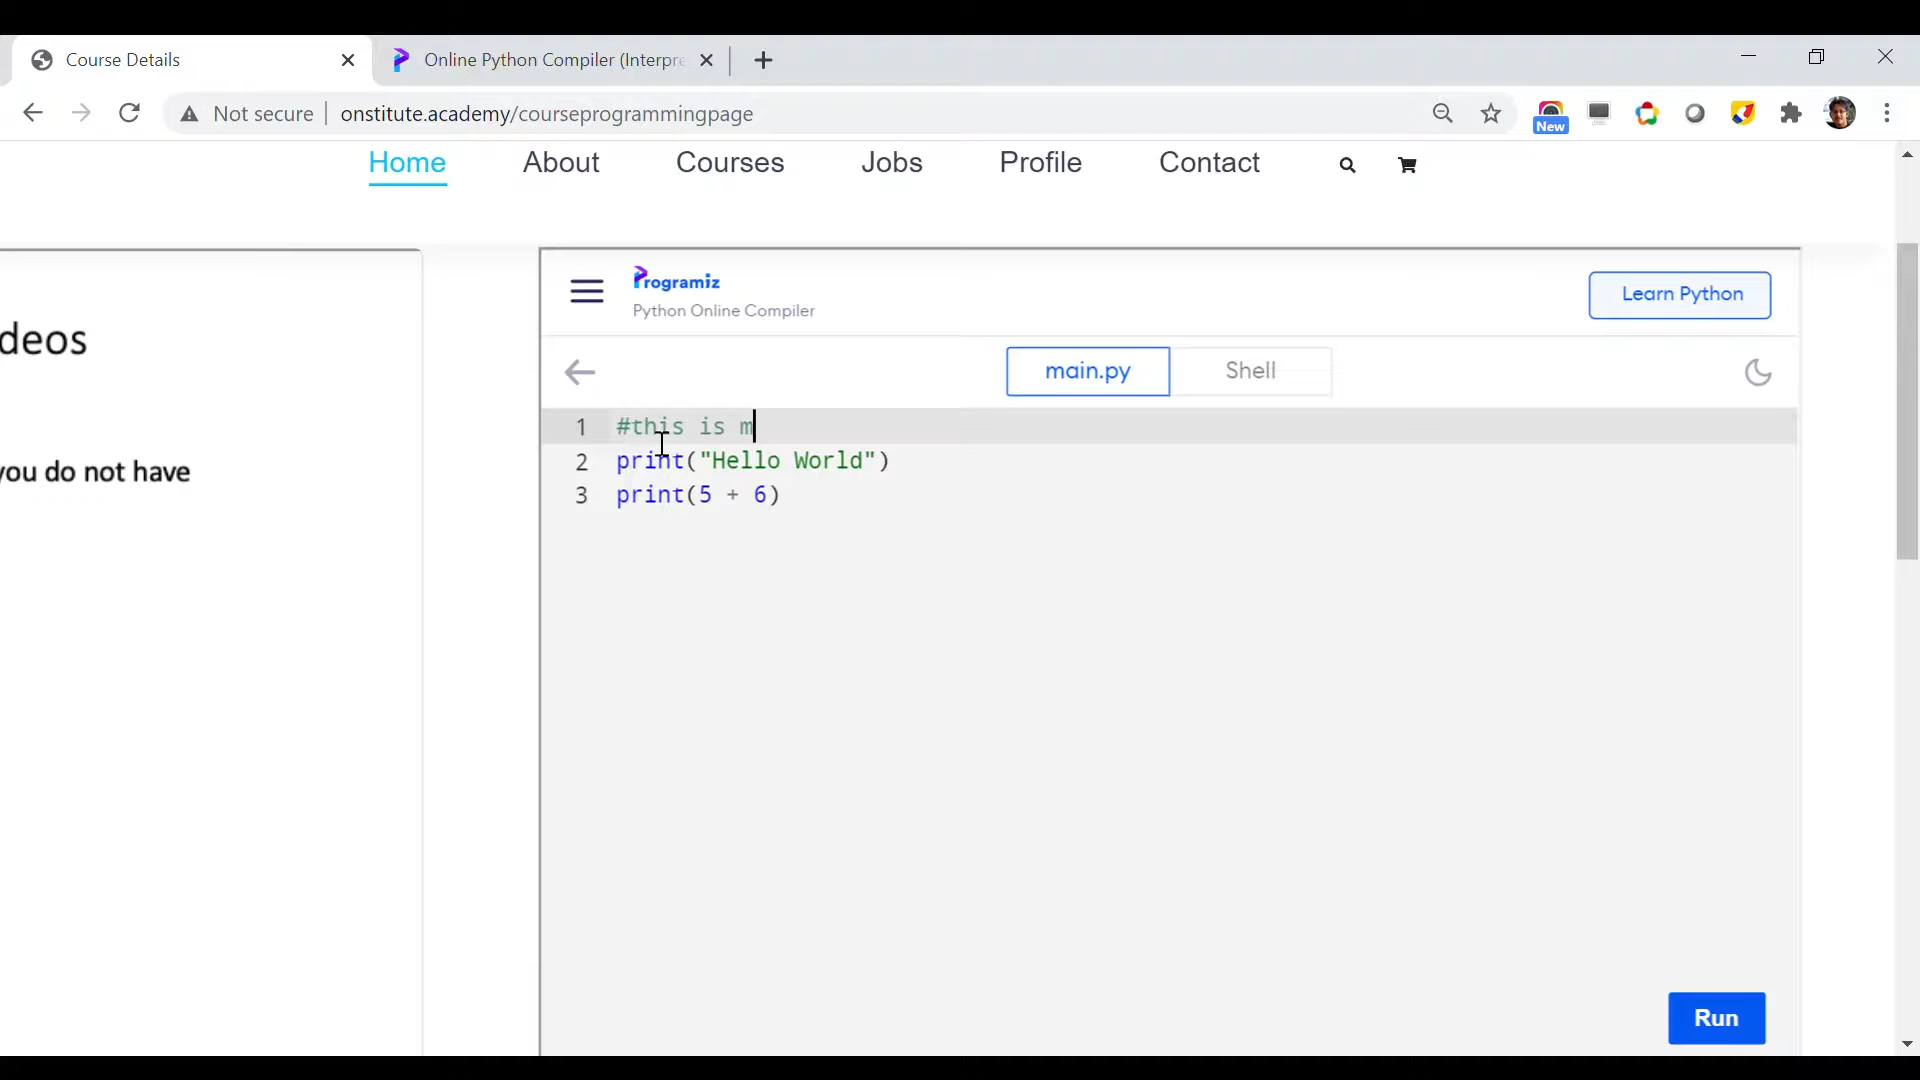 Course Details
Online Python Compiler (Interpre
Not secure
onstitute.academy/courseprogrammingpage
New
Home
About
Courses
Jobs
Profile
Contact
deos
you do not have
Programiz
Python Online Compiler
Learn Python
main.py
Shell
1 #this is m
2 print("Hello World")
3 print(5 + 6)
Run